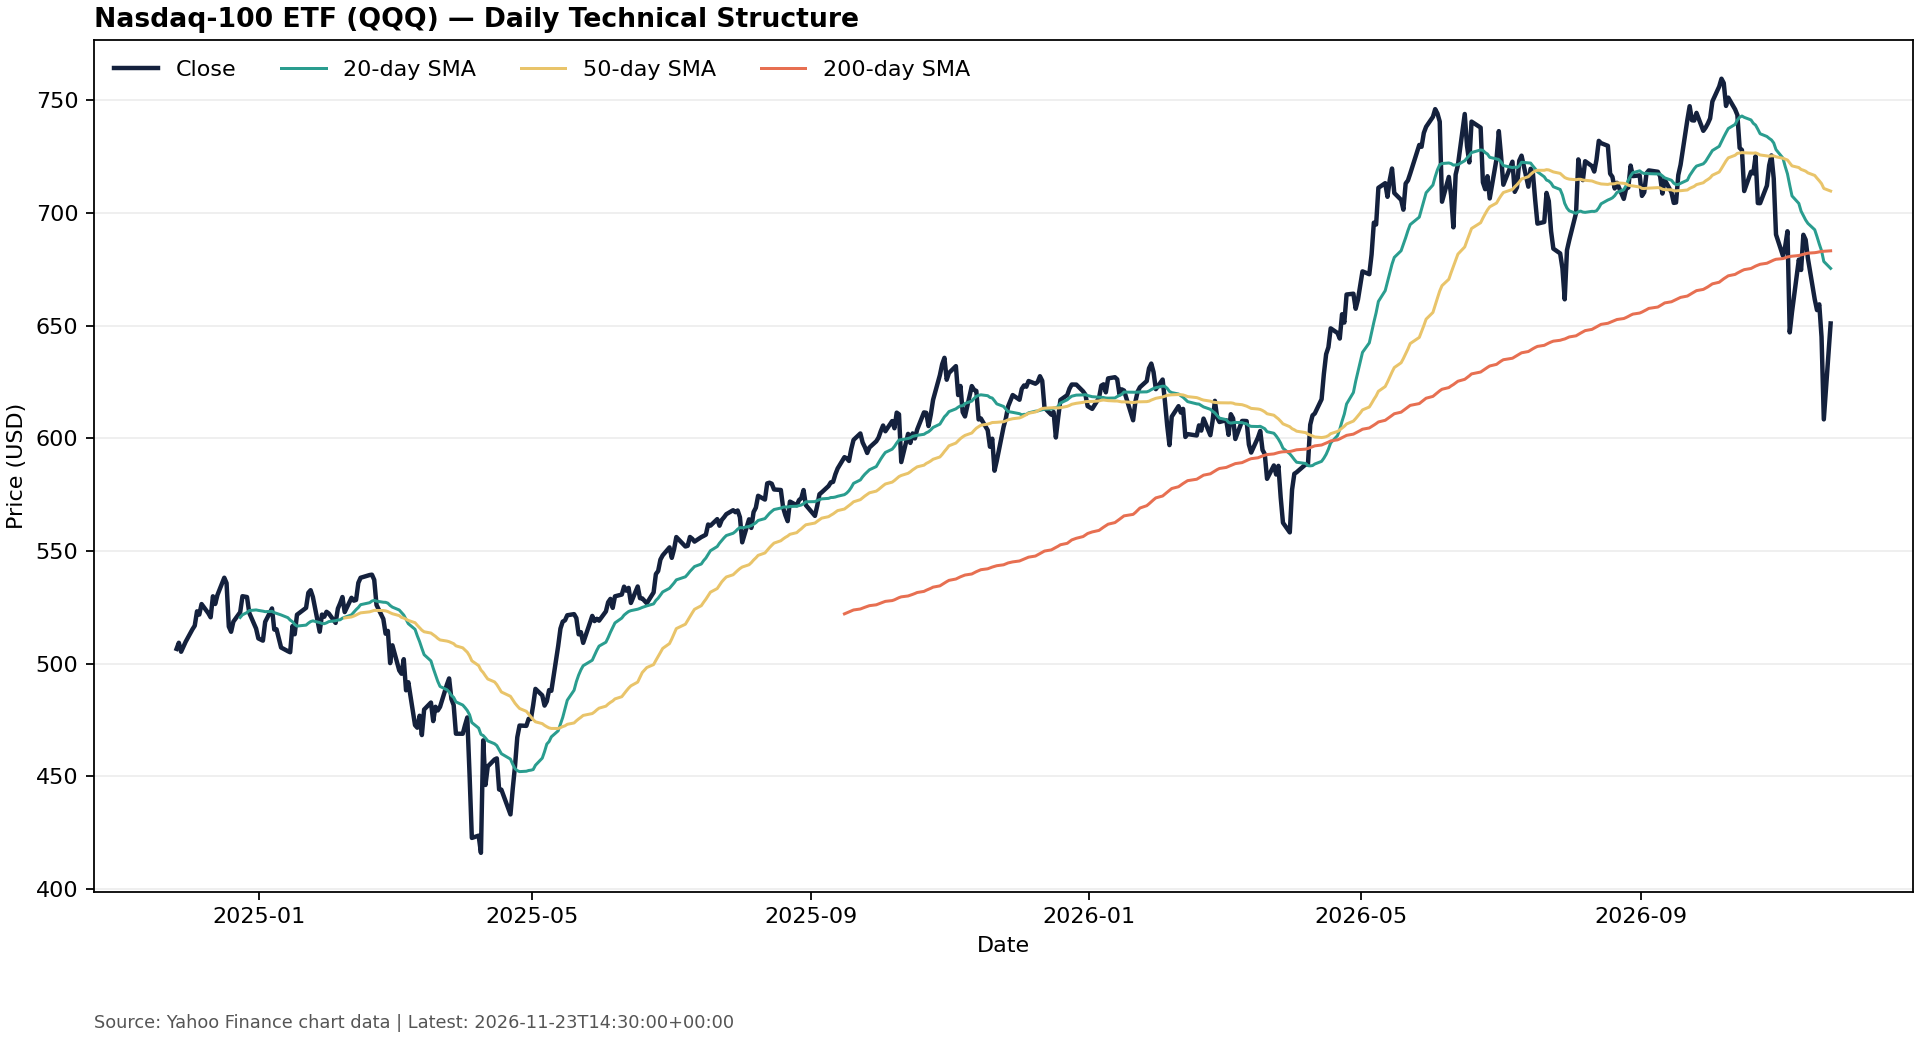 Nasdaq-100 ETF (QQQ) — Daily Technical Structure
Close 20-day SMA 50-day SMA 200-day SMA
750
700
650
600
550
500
450
400
Price (USD)
2025-01 2025-05 2025-09 2026-01 2026-05 2026-09
Date
Source: Yahoo Finance chart data | Latest: 2026-11-23T14:30:00+00:00